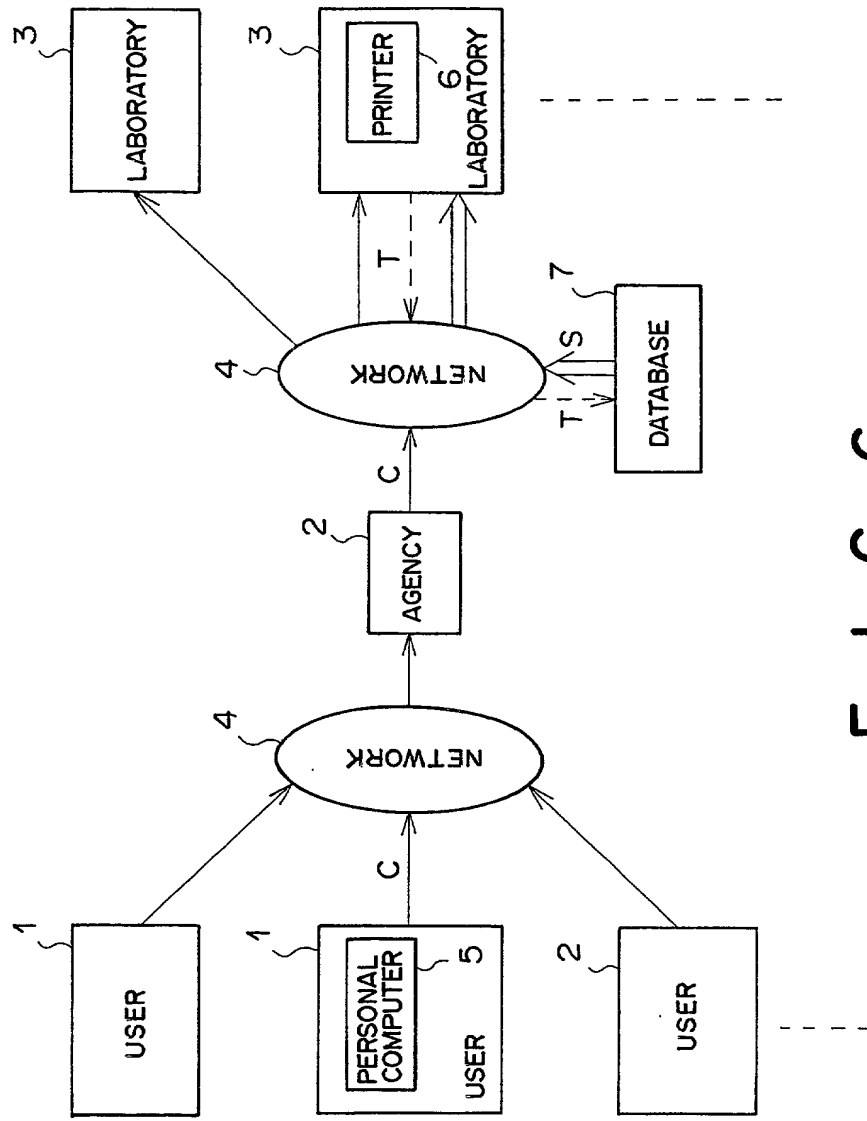 1
USER
1
PERSONAL
COMPUTER
5
USER
2
USER
C
4
NETWORK
2
AGENCY
C
4
NETWORK
3
LABORATORY
3
PRINTER
6
LABORATORY
T
T
S
7
DATABASE